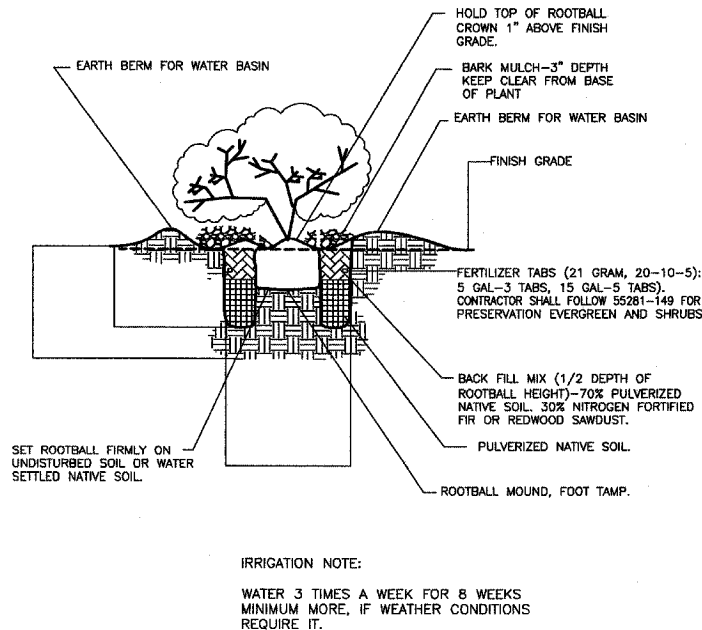 HOLD TOP OF ROOTBALL
CROWN 1" ABOVE FINISH
GRADE.
EARTH BERM FOR WATER BASIN
BARK MULCH-3" DEPTH
KEEP CLEAR FROM BASE
OF PLANT
EARTH BERM FOR WATER BASIN
FINISH GRADE
FERTILIZER TABS (21 GRAM, 20-10-5):
5 GAL-3 TABS, 15 GAL-5 TABS).
CONTRACTOR SHALL FOLLOW 55281-149 FOR
PRESERVATION EVERGREEN AND SHRUBS
BACK FILL MIX (1/2 DEPTH OF
ROOTBALL HEIGHT)-70% PULVERIZED
NATIVE SOIL. 30% NITROGEN FORTIFIED
FIR OR REDWOOD SAWDUST.
PULVERIZED NATIVE SOIL.
SET ROOTBALL FIRMLY ON
UNDISTURBED SOIL OR WATER
SETTLED NATIVE SOIL.
ROOTBALL MOUND, FOOT TAMP.
IRRIGATION NOTE:
WATER 3 TIMES A WEEK FOR 8 WEEKS
MINIMUM MORE, IF WEATHER CONDITIONS
REQUIRE IT.